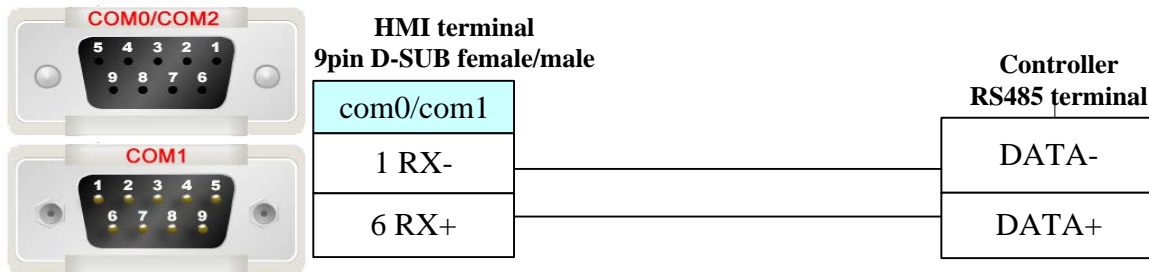 COM0/COM2
5 4 3 2 1
9 8 7 6
COM1
1 2 3 4 5
6 7 8 9
HMI terminal
9pin D-SUB female/male
com0/com1
1 RX-
6 RX+
Controller
RS485 terminal
DATA-
DATA+